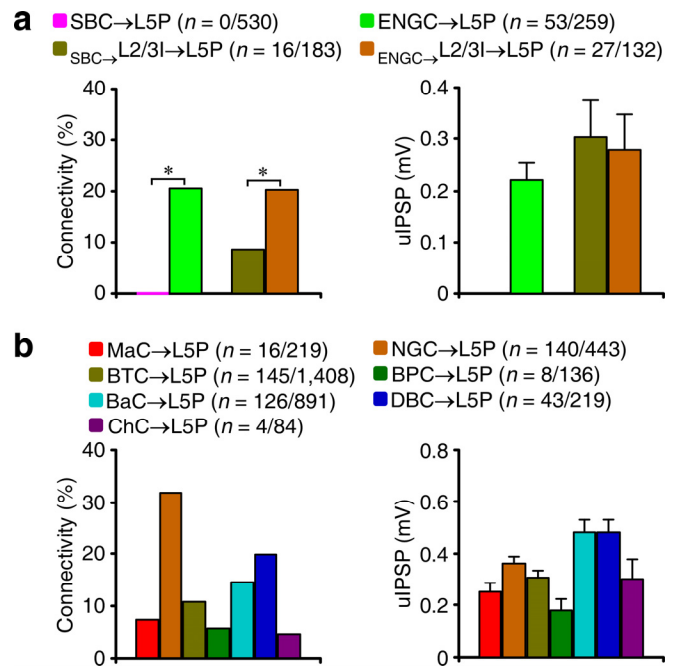 a
SBC→L5P (n = 0/530)
ENGC→L5P (n = 53/259)
SBC→L2/3I→L5P (n = 16/183)
ENGC→L2/3I→L5P (n = 27/132)
Connectivity (%)
40
30
20
10
0
*
*
uIPSP (mV)
0.4
0.3
0.2
0.1
0
b
MaC→L5P (n = 16/219)
NGC→L5P (n = 140/443)
BTC→L5P (n = 145/1,408)
BPC→L5P (n = 8/136)
BaC→L5P (n = 126/891)
DBC→L5P (n = 43/219)
ChC→L5P (n = 4/84)
Connectivity (%)
40
30
20
10
0
uIPSP (mV)
0.8
0.6
0.4
0.2
0